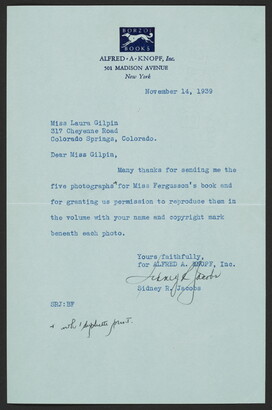 BORZOI
BOOKS
ALFRED · A · KNOPF, Inc.
501 MADISON AVENUE
New York
November 14, 1939
Miss Laura Gilpin
317 Cheyenne Road
Colorado Springs, Colorado.
Dear Miss Gilpin,
Many thanks for sending me the
five photographs* for Miss Fergusson's book and
for granting us permission to reproduce them in
the volume with your name and copyright mark
beneath each photo.
Yours faithfully,
for ALFRED A. KNOPF, Inc.
Sidney R. Jacobs
Sidney R. Jacobs
SRJ:BF